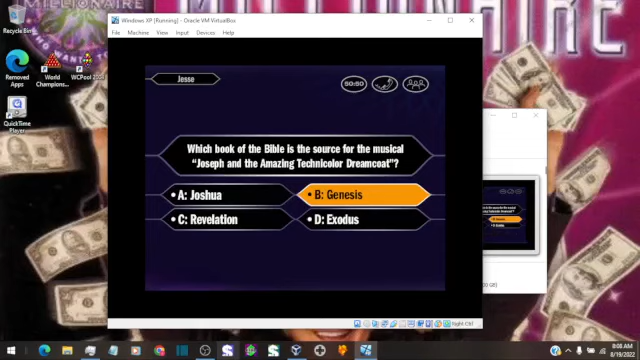 MILLIONAIRE
Windows XP [Running] - Oracle VM VirtualBox
File Machine View Input Devices Help
Recycle Bin
Removed Apps
World Champions...
WCPool 2004
QuickTime Player
Jesse
50:50
Which book of the Bible is the source for the musical
“Joseph and the Amazing Technicolor Dreamcoat”?
• A: Joshua
• B: Genesis
• C: Revelation
• D: Exodus
Right Ctrl
8:08 AM
8/19/2022